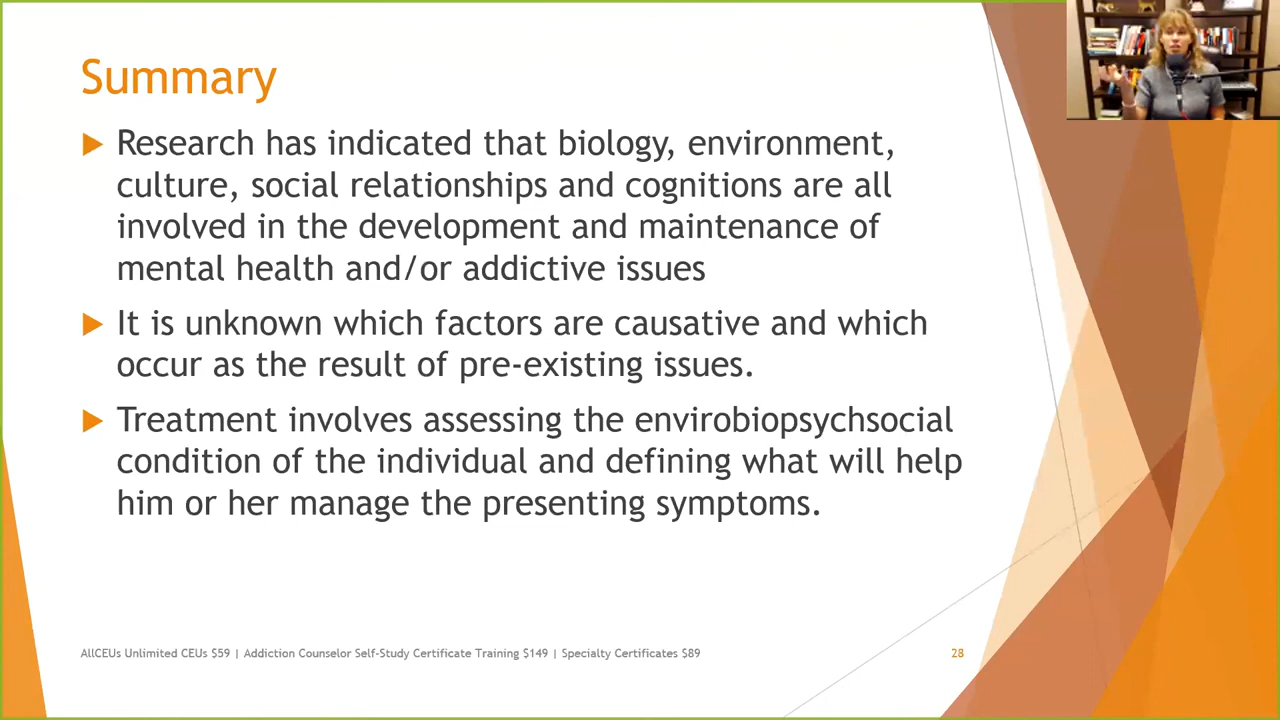 Summary
Research has indicated that biology, environment,
culture, social relationships and cognitions are all
involved in the development and maintenance of
mental health and/or addictive issues
It is unknown which factors are causative and which
occur as the result of pre-existing issues.
Treatment involves assessing the envirobiopsychsocial
condition of the individual and defining what will help
him or her manage the presenting symptoms.
AllCEUs Unlimited CEUs $59 | Addiction Counselor Self-Study Certificate Training $149 | Specialty Certificates $89
28